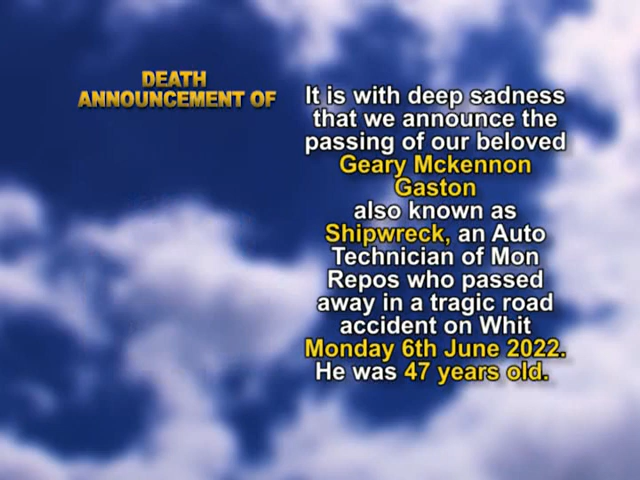 DEATH
ANNOUNCEMENT OF
It is with deep sadness
that we announce the
passing of our beloved
Geary Mckennon
Gaston
also known as
Shipwreck, an Auto
Technician of Mon
Repos who passed
away in a tragic road
accident on Whit
Monday 6th June 2022.
He was 47 years old.